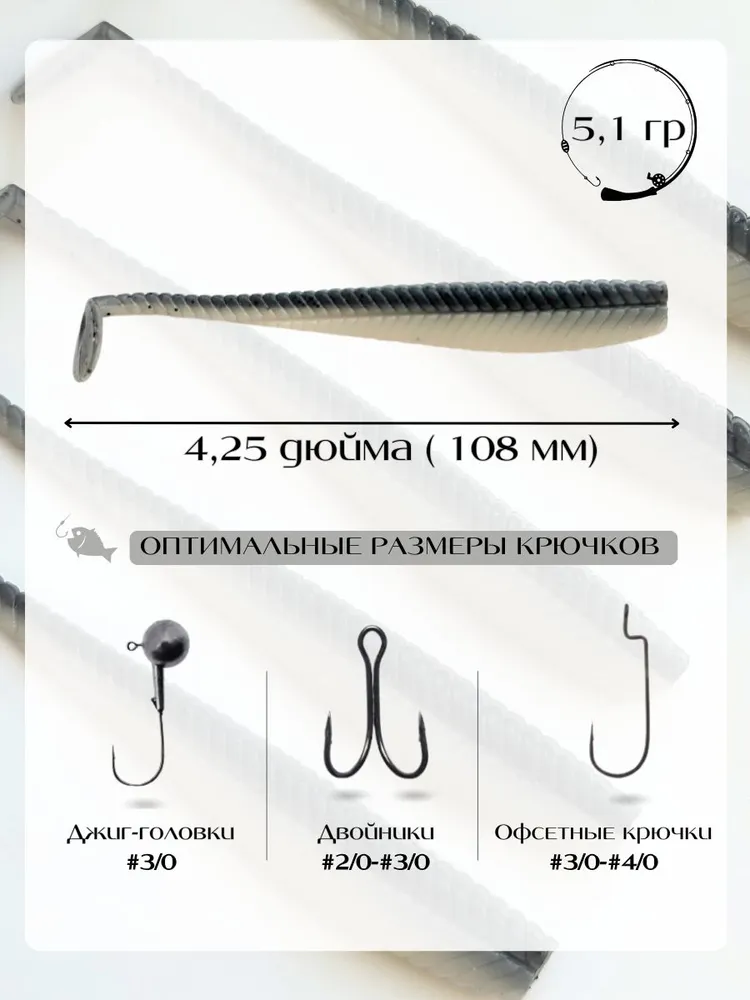 5,1 гр
4,25 дюйма ( 108 мм)
ОПТИМАЛЬНЫЕ РАЗМЕРЫ КРЮЧКОВ
Джиг-головки
#3/0
Двойники
#2/0-#3/0
Офсетные крючки
#3/0-#4/0